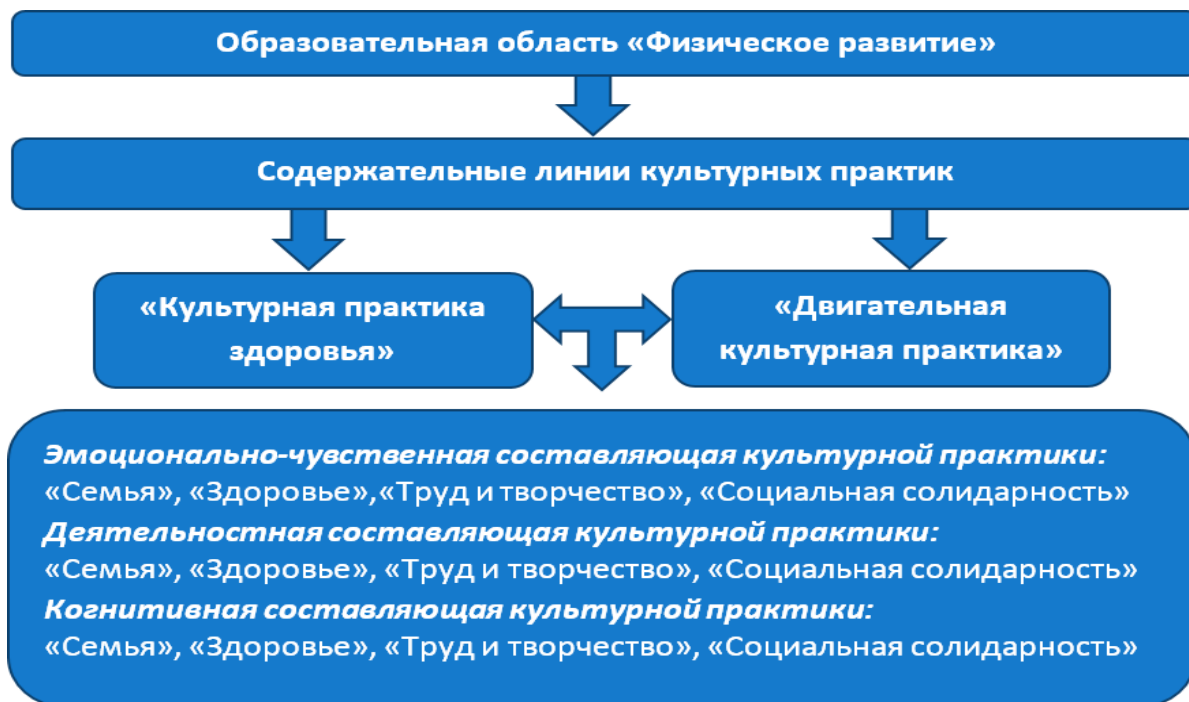 Образовательная область «Физическое развитие»
Содержательные линии культурных практик
«Культурная практика
здоровья»
«Двигательная
культурная практика»
Эмоционально-чувственная составляющая культурной практики:
«Семья», «Здоровье»,«Труд и творчество», «Социальная солидарность»
Деятельностная составляющая культурной практики:
«Семья», «Здоровье», «Труд и творчество», «Социальная солидарность»
Когнитивная составляющая культурной практики:
«Семья», «Здоровье», «Труд и творчество», «Социальная солидарность»